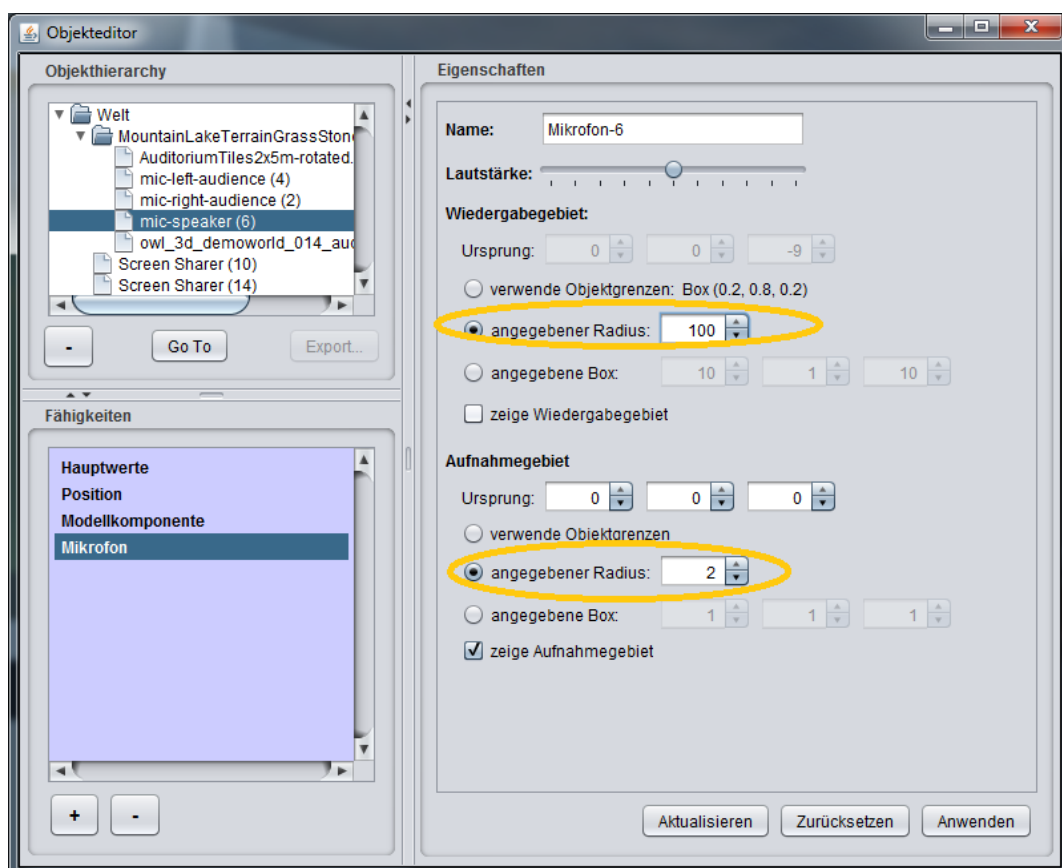 Objekteditor
Objekthierarchy
Welt
MountainLakeTerrainGrassSton
AuditoriumTiles2x5m-rotated.
mic-left-audience (4)
mic-right-audience (2)
mic-speaker (6)
owl_3d_demoworld_014_aud
Screen Sharer (10)
Screen Sharer (14)
- Go To Export...
Fähigkeiten
Hauptwerte
Position
Modellkomponente
Mikrofon
+ -
Eigenschaften
Name: Mikrofon-6
Lautstärke:
Wiedergabegebiet:
Ursprung: 0 0 -9
verwende Objektgrenzen: Box (0.2, 0.8, 0.2)
angegebener Radius: 100
angegebene Box: 10 1 10
zeige Wiedergabegebiet
Aufnahmegebiet
Ursprung: 0 0 0
verwende Objektgrenzen
angegebener Radius: 2
angegebene Box: 1 1 1
zeige Aufnahmegebiet
Aktualisieren Zurücksetzen Anwenden